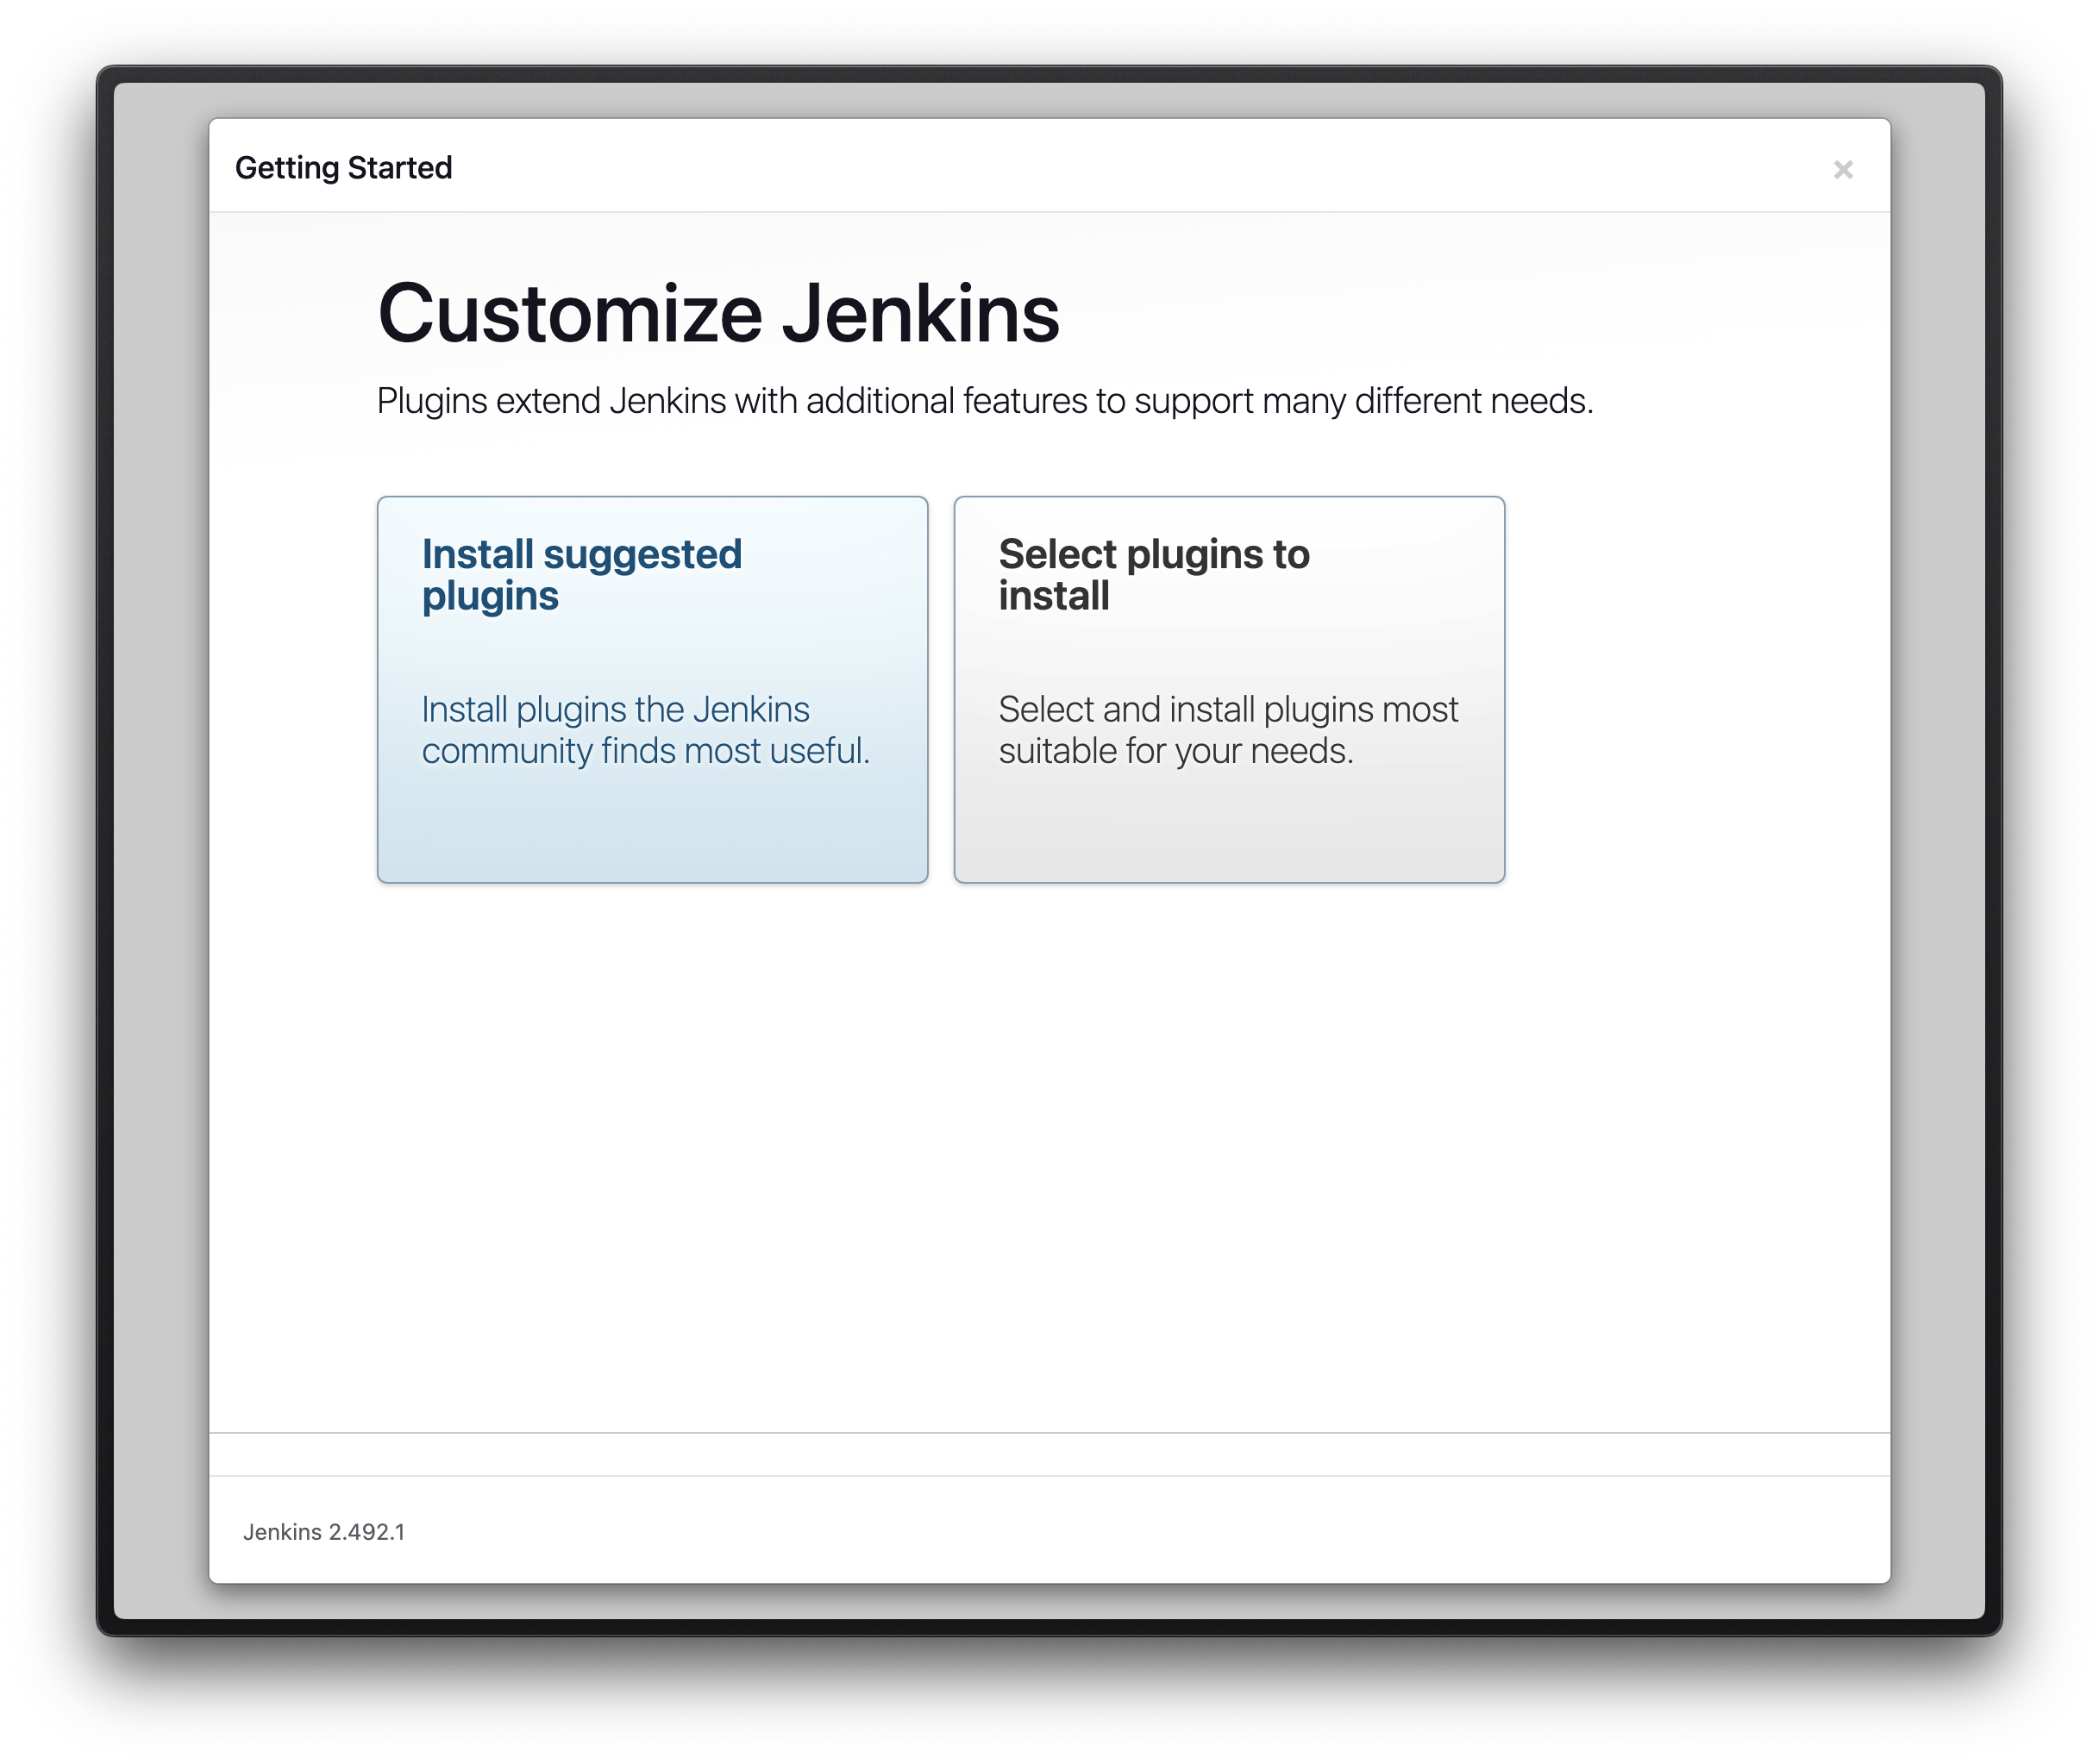 Getting Started
×
Customize Jenkins
Plugins extend Jenkins with additional features to support many different needs.
Install suggested
plugins
Install plugins the Jenkins
community finds most useful.
Select plugins to
install
Select and install plugins most
suitable for your needs.
Jenkins 2.492.1